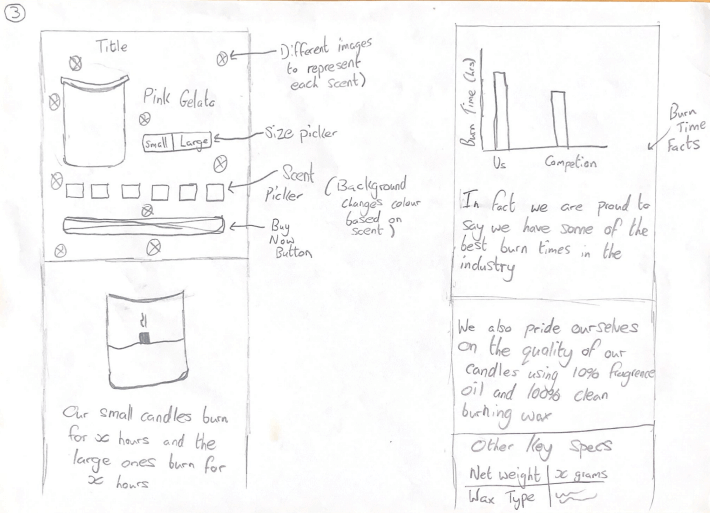 3
Title
Different images
to represent
each scent)
Pink Gelato
Small Large
Size picker
Scent
Picker
(Background
changes colour
based on
scent)
Buy
Now
Button
Our small candles burn
for x hours and the
large ones burn for
x hours
Burn Time (hrs)
Us Competion
Burn
Time
Facts
In fact we are proud to
say we have some of the
best burn times in the
industry
We also pride ourselves
on the quality of our
candles using 10% fragrence
oil and 100% clean
burning wax
Other Key Specs
Net weight x grams
Wax Type